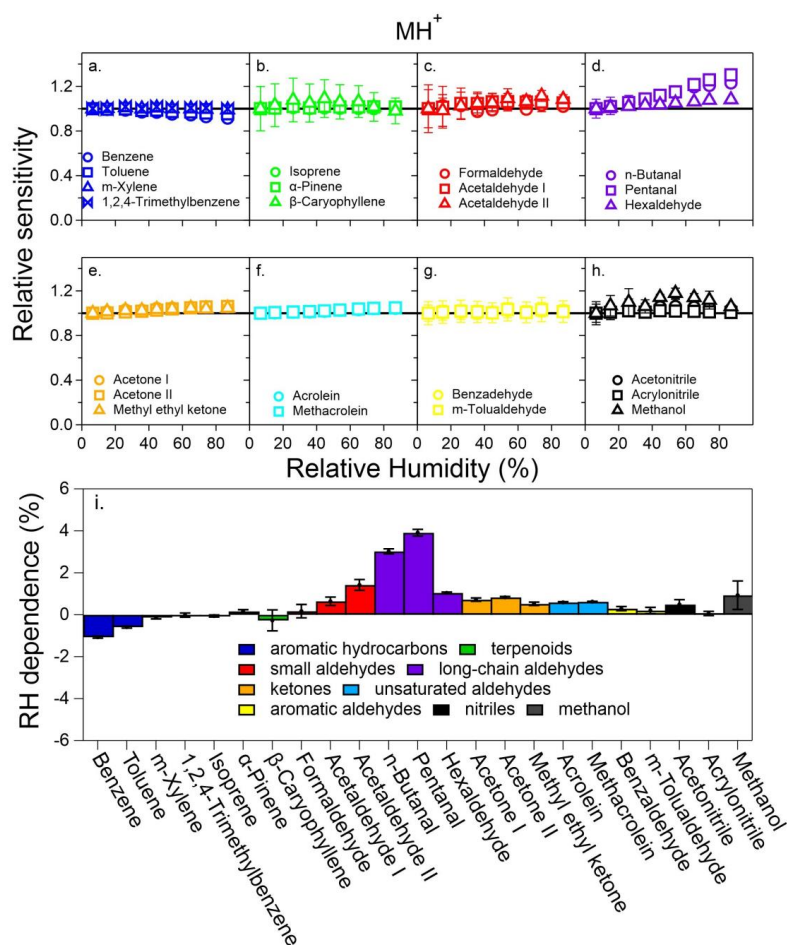 MH+
a.
b.
c.
d.
1.2
1.0
0.8
0.4
0.0
Benzene
Toluene
m-Xylene
1,2,4-Trimethylbenzene
Isoprene
α-Pinene
β-Caryophyllene
Formaldehyde
Acetaldehyde I
Acetaldehyde II
n-Butanal
Pentanal
Hexaldehyde
Relative sensitivity
e.
f.
g.
h.
1.2
1.0
0.8
0.4
0.0
Acetone I
Acetone II
Methyl ethyl ketone
Acrolein
Methacrolein
Benzadehyde
m-Tolualdehyde
Acetonitrile
Acrylonitrile
Methanol
0 20 40 60 80
0 20 40 60 80
0 20 40 60 80
0 20 40 60 80
Relative Humidity (%)
i.
RH dependence (%)
6
4
2
0
-2
-4
-6
aromatic hydrocarbons terpenoids
small aldehydes long-chain aldehydes
ketones unsaturated aldehydes
aromatic aldehydes nitriles methanol
Benzene
Toluene
m-Xylene
1,2,4-Trimethylbenzene
Isoprene
α-Pinene
β-Caryophyllene
Formaldehyde
Acetaldehyde I
Acetaldehyde II
n-Butanal
Pentanal
Hexaldehyde
Acetone I
Acetone II
Methyl ethyl ketone
Acrolein
Methacrolein
Benzaldehyde
m-Tolualdehyde
Acetonitrile
Acrylonitrile
Methanol